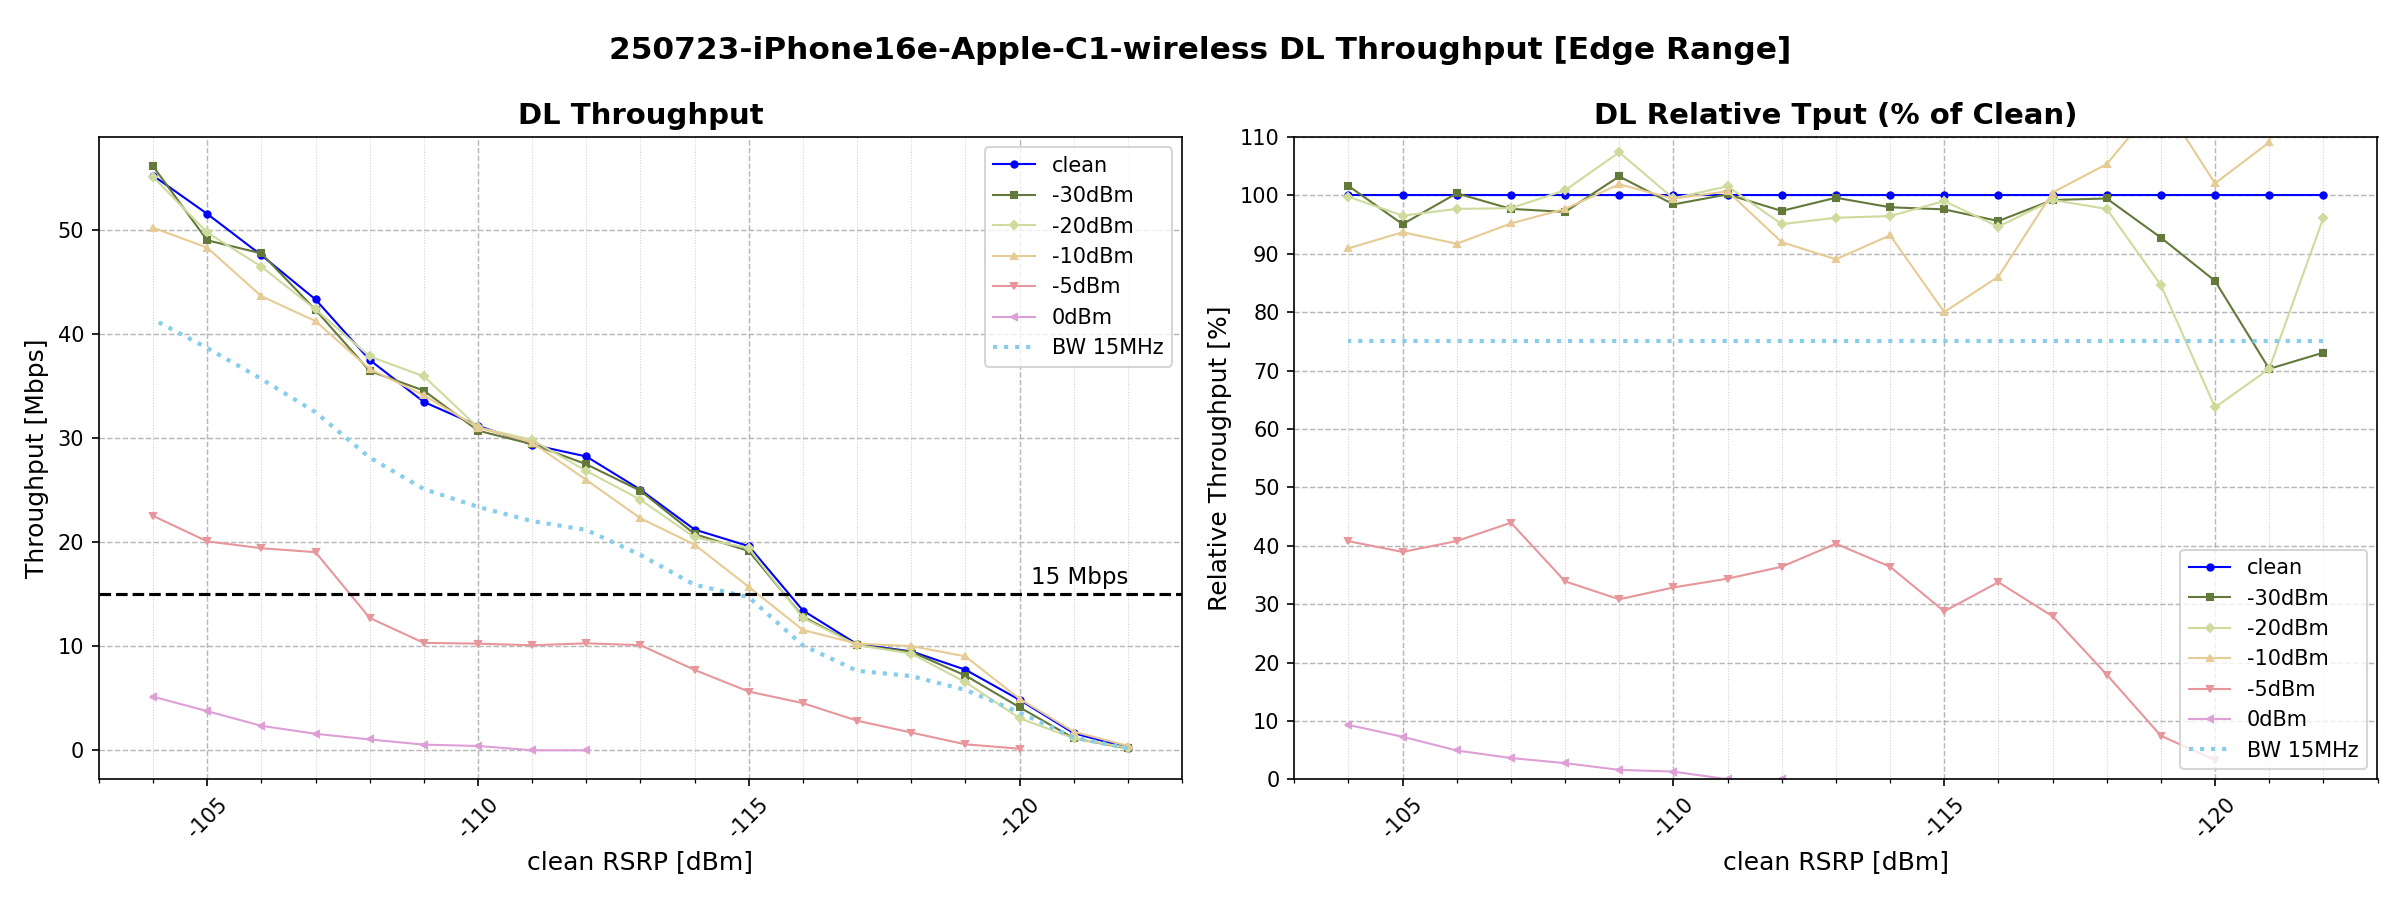 250723-iPhone16e-Apple-C1-wireless DL Throughput [Edge Range]
DL Throughput
Throughput [Mbps]
50
40
30
20
10
0
15 Mbps
clean
-30dBm
-20dBm
-10dBm
-5dBm
0dBm
BW 15MHz
-105
-110
-115
-120
clean RSRP [dBm]
DL Relative Tput (% of Clean)
Relative Throughput [%]
110
100
90
80
70
60
50
40
30
20
10
0
clean
-30dBm
-20dBm
-10dBm
-5dBm
0dBm
BW 15MHz
-105
-110
-115
-120
clean RSRP [dBm]